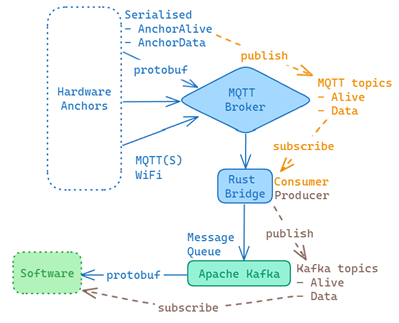 Serialised
- AnchorAlive
- AnchorData
publish
protobuf
Hardware
Anchors
MQTT
Broker
MQTT topics
- Alive
- Data
subscribe
MQTT(S)
WiFi
Rust
Bridge
Consumer
Producer
publish
Message
Queue
Software
protobuf
Apache Kafka
Kafka topics
- Alive
- Data
subscribe